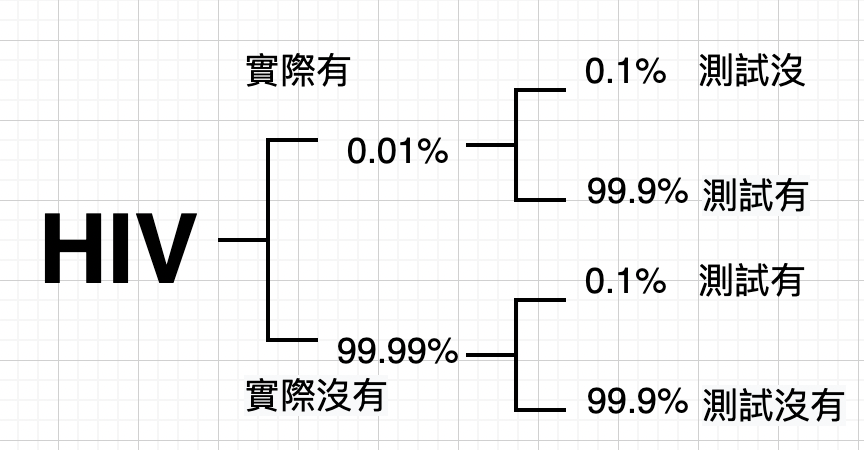 實際有
0.1% 測試沒
0.01%
99.9% 測試有
HIV
0.1% 測試有
99.99%
實際沒有
99.9% 測試沒有